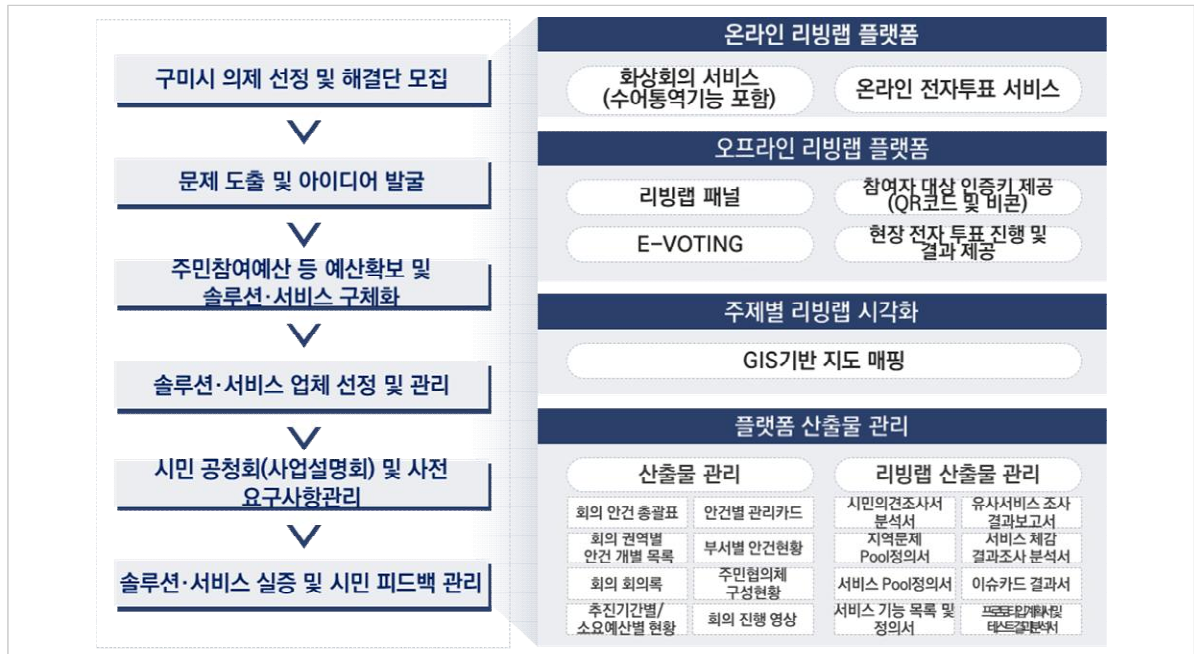 구미시 의제 선정 및 해결단 모집
문제 도출 및 아이디어 발굴
주민참여예산 등 예산확보 및
솔루션·서비스 구체화
솔루션·서비스 업체 선정 및 관리
시민 공청회(사업설명회) 및 사전
요구사항관리
솔루션·서비스 실증 및 시민 피드백 관리
온라인 리빙랩 플랫폼
화상회의 서비스
(수어통역기능 포함)
온라인 전자투표 서비스
오프라인 리빙랩 플랫폼
리빙랩 패널
참여자 대상 인증키 제공
(QR코드 및 비콘)
E-VOTING
현장 전자 투표 진행 및
결과 제공
주제별 리빙랩 시각화
GIS기반 지도 매핑
플랫폼 산출물 관리
산출물 관리
회의 안건 총괄표
안건별 관리카드
회의 권역별
안건 개별 목록
부서별 안건현황
회의 회의록
주민협의체
구성현황
추진기간별/
소요예산별 현황
회의 진행 영상
리빙랩 산출물 관리
시민의견조사서
분석서
유사서비스 조사
결과보고서
지역문제
Pool정의서
서비스 체감
결과조사 분석서
서비스 Pool정의서
이슈카드 결과서
서비스 기능 목록 및
정의서
프로토타입계획서 및
테스트결과분석서